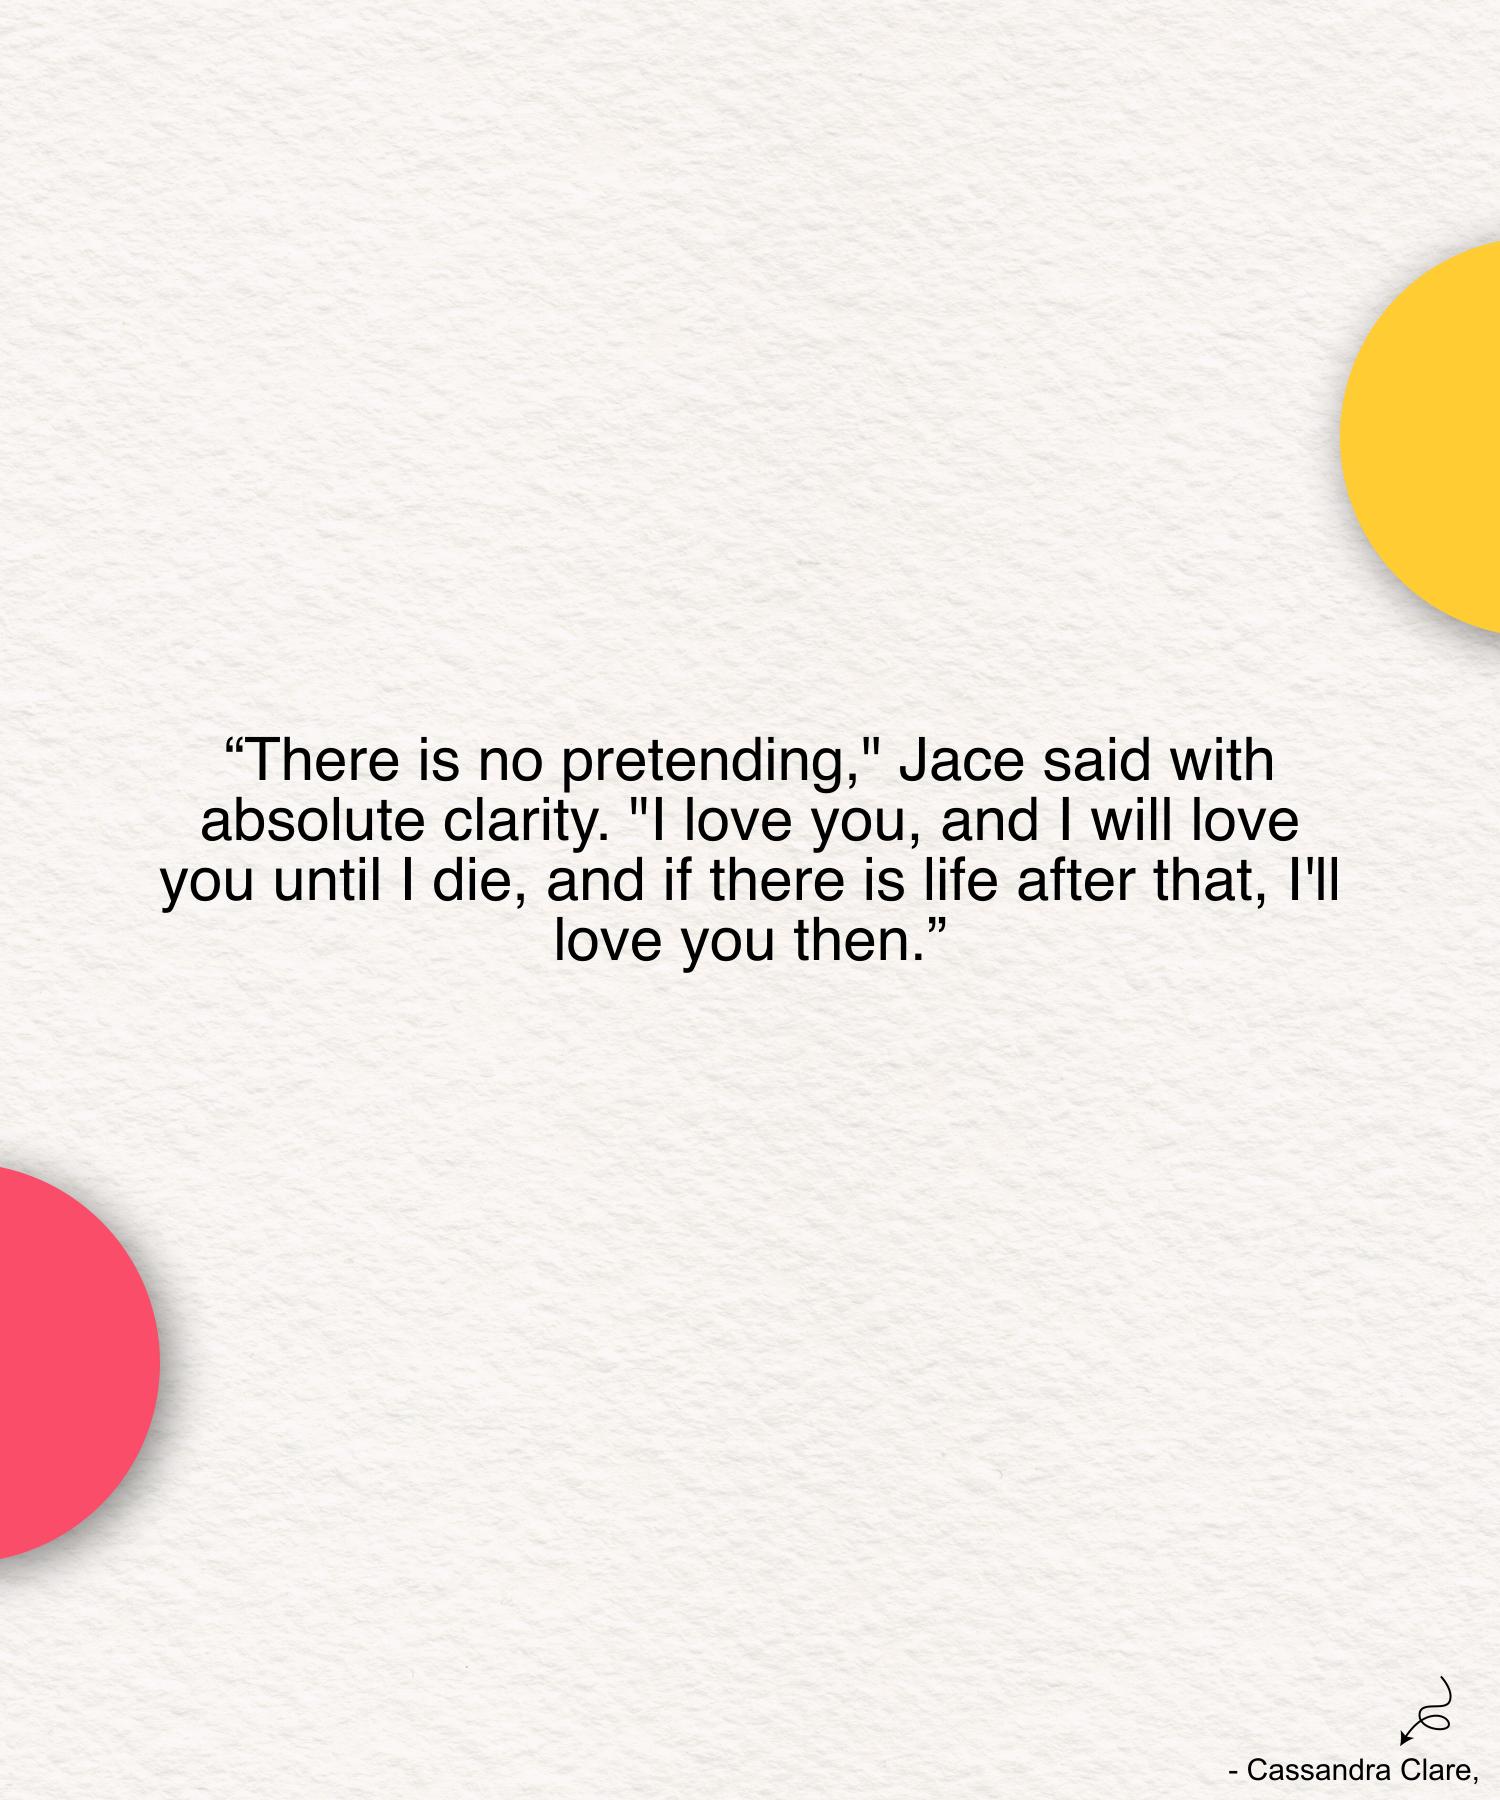 “There is no pretending," Jace said with
absolute clarity. "I love you, and I will love
you until I die, and if there is life after that, I'll
love you then.”
- Cassandra Clare,